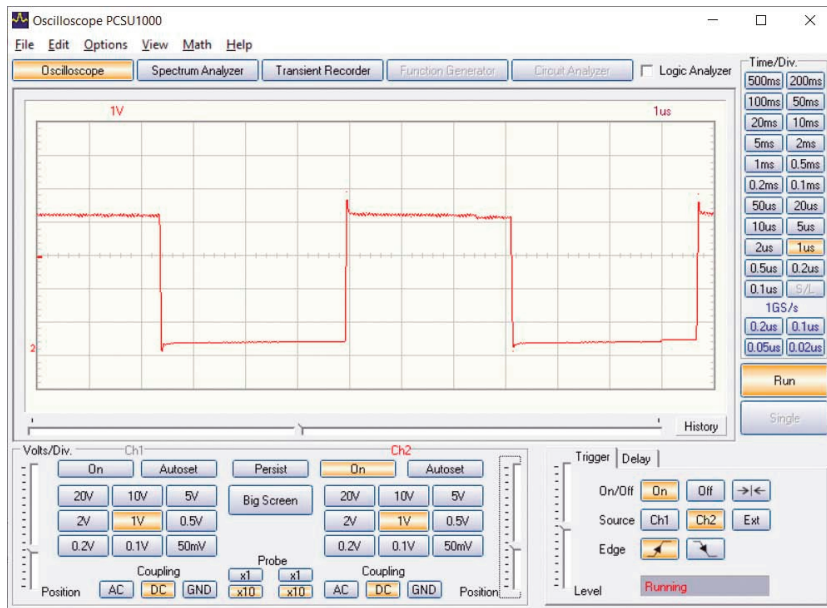 Oscilloscope PCSU1000
File Edit Options View Math Help
Oscilloscope Spectrum Analyzer Transient Recorder Function Generator Circuit Analyzer Logic Analyzer
Time/Div.
500ms 200ms
100ms 50ms
20ms 10ms
5ms 2ms
1ms 0.5ms
0.2ms 0.1ms
50us 20us
10us 5us
2us 1us
0.5us 0.2us
0.1us S/L
1GS/s
0.2us 0.1us
0.05us 0.02us
Run
Single
1V 1us
2
History
Volts/Div. Ch1 Ch2
On Autoset Persist On Autoset
20V 10V 5V Big Screen 20V 10V 5V
2V 1V 0.5V 2V 1V 0.5V
0.2V 0.1V 50mV 0.2V 0.1V 50mV
Coupling Probe Coupling
x1 x1
Position AC DC GND x10 x10 AC DC GND Position
Trigger Delay
On/Off On Off
Source Ch1 Ch2 Ext
Edge
Level Running